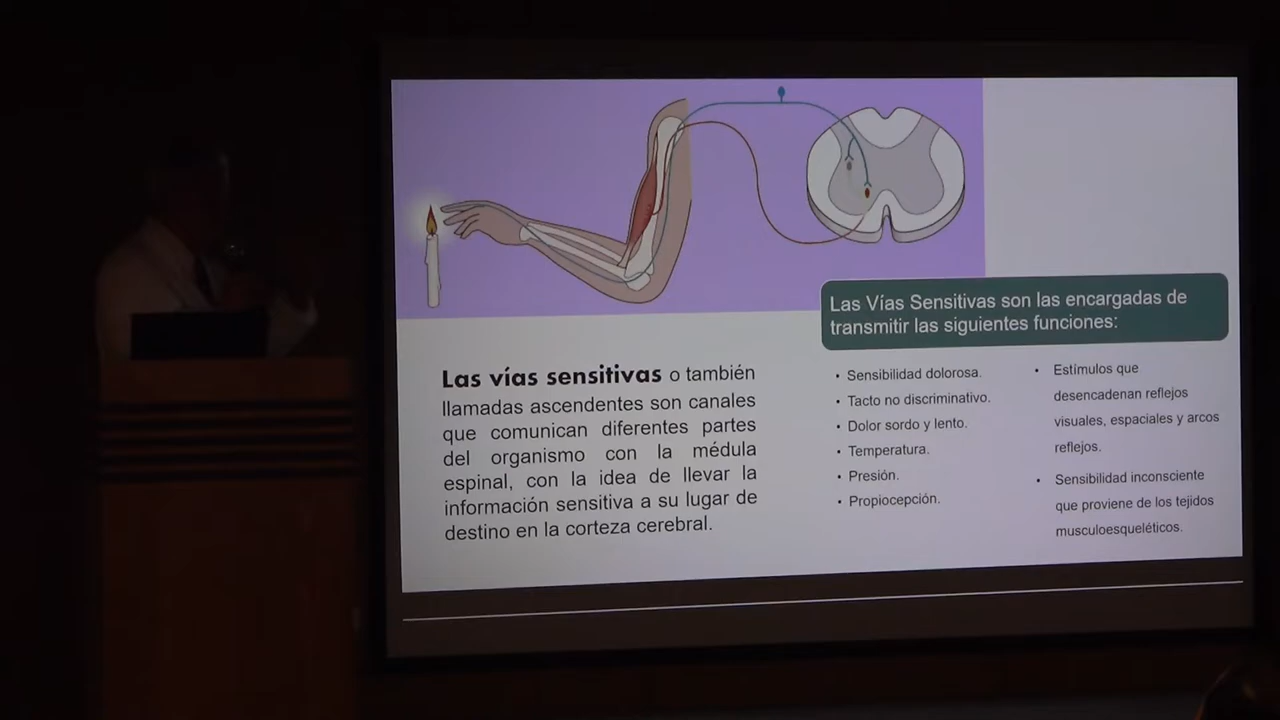 Las vías sensitivas o también
llamadas ascendentes son canales
que comunican diferentes partes
del organismo con la médula
espinal, con la idea de llevar la
información sensitiva a su lugar de
destino en la corteza cerebral.
Las Vías Sensitivas son las encargadas de
transmitir las siguientes funciones:
• Sensibilidad dolorosa.
• Tacto no discriminativo.
• Dolor sordo y lento.
• Temperatura.
• Presión.
• Propiocepción.
• Estímulos que
desencadenan reflejos
visuales, espaciales y arcos
reflejos.
• Sensibilidad inconsciente
que proviene de los tejidos
musculoesqueléticos.